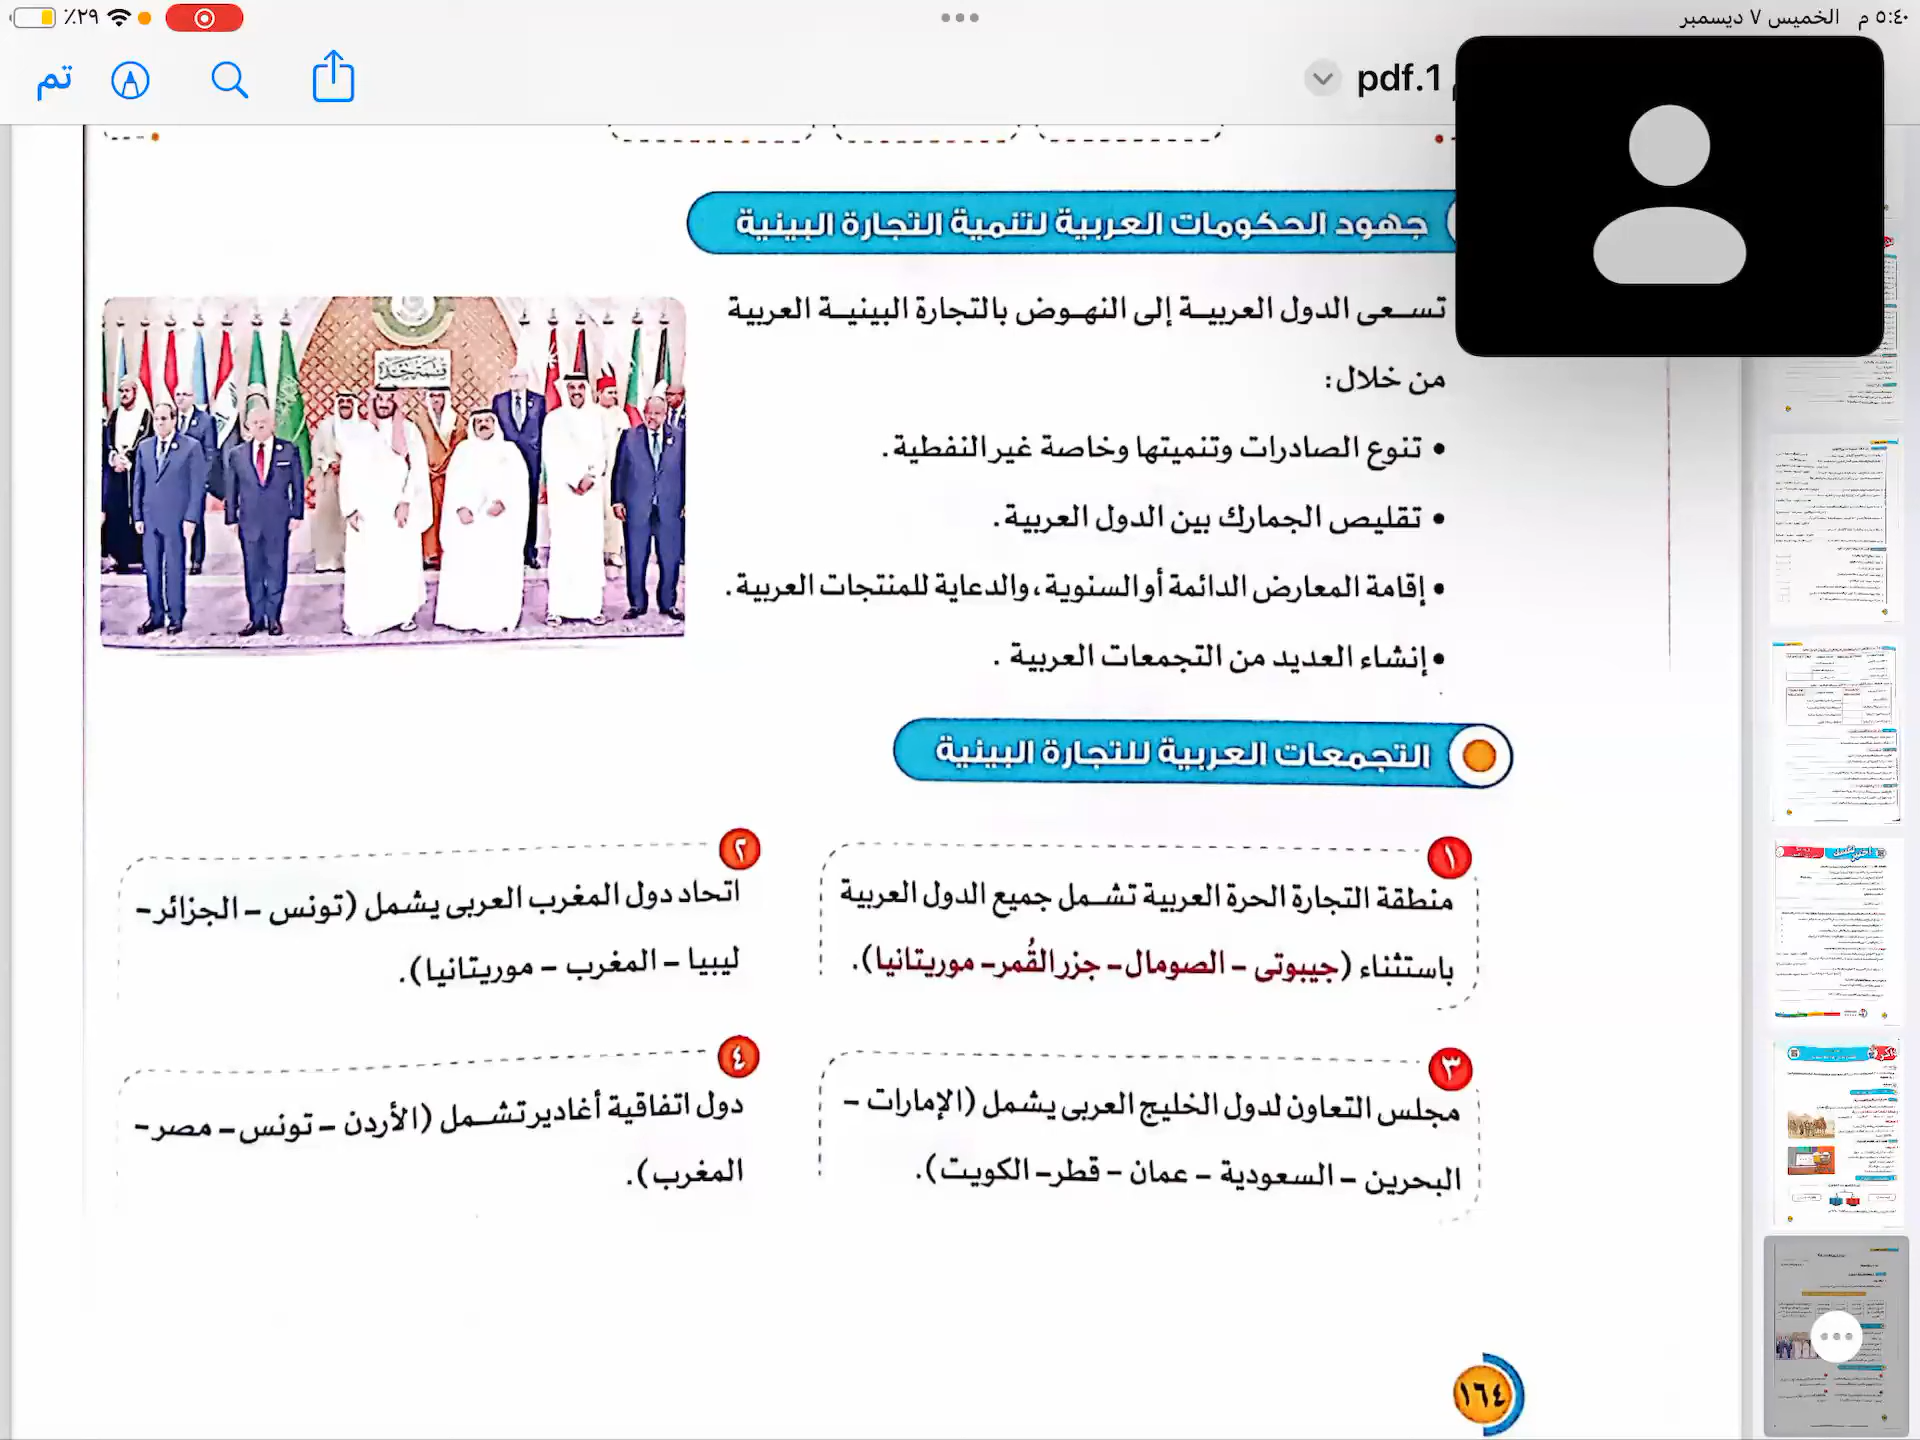 ٥:٤٠ م الخميس ٧ ديسمبر
٪٢٩
تم
1.pdf
جهود الحكومات العربية لتنمية التجارة البينية
تسعى الدول العربية إلى النهوض بالتجارة البينية العربية
من خلال:
• تنوع الصادرات وتنميتها وخاصة غير النفطية.
• تقليص الجمارك بين الدول العربية.
• إقامة المعارض الدائمة أو السنوية، والدعاية للمنتجات العربية.
• إنشاء العديد من التجمعات العربية.
قمة جدة
التجمعات العربية للتجارة البينية
١
منطقة التجارة الحرة العربية تشمل جميع الدول العربية
باستثناء (جيبوتى – الصومال – جزر القُمر – موريتانيا).
٢
اتحاد دول المغرب العربى يشمل (تونس – الجزائر –
ليبيا – المغرب – موريتانيا).
٣
مجلس التعاون لدول الخليج العربى يشمل (الإمارات –
البحرين – السعودية – عمان – قطر – الكويت).
٤
دول اتفاقية أغادير تشمل (الأردن – تونس – مصر –
المغرب).
١٦٤